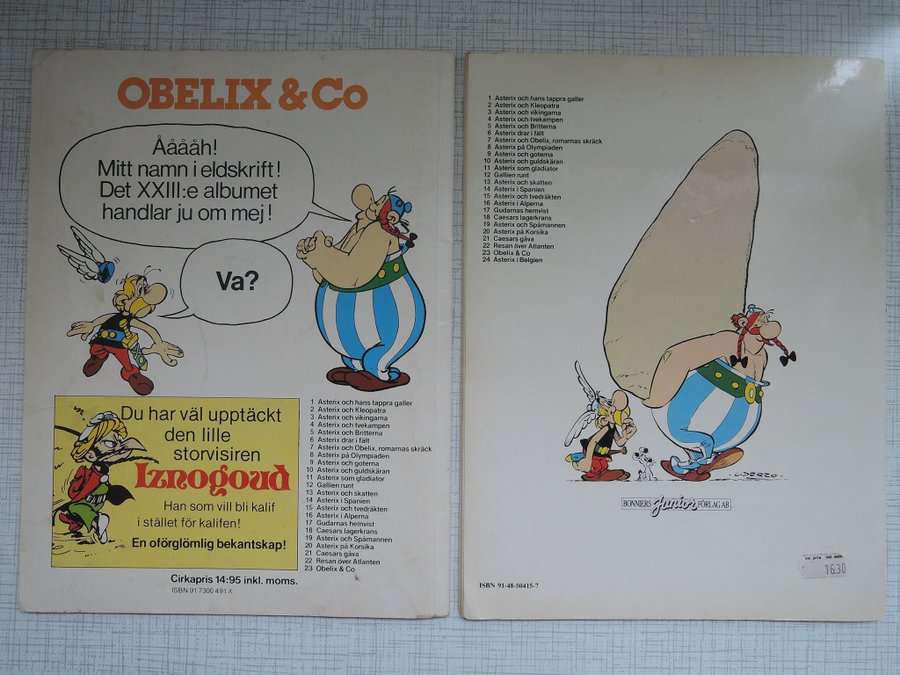 OBELIX & Co
Ååååh!
Mitt namn i eldskrift!
Det XXIII:e albumet
handlar ju om mej!
Va?
Du har väl upptäckt
den lille
storvisiren
Iznogoud
Han som vill bli kalif
i stället för kalifen!
En oförglömlig bekantskap!
1 Asterix och hans tappra galler
2 Asterix och Kleopatra
3 Asterix och vikingarna
4 Asterix och tvekampen
5 Asterix och Britterna
6 Asterix drar i fält
7 Asterix och Obelix, romarnas skräck
8 Asterix på Olympiaden
9 Asterix och goterna
10 Asterix och guldskäran
11 Asterix som gladiator
12 Gallien runt
13 Asterix och skatten
14 Asterix i Spanien
15 Asterix och tvedräkten
16 Asterix i Alperna
17 Gudarnas hemvist
18 Caesars lagerkrans
19 Asterix och Spåmannen
20 Asterix på Korsika
21 Caesars gåva
22 Resan över Atlanten
23 Obelix & Co
Cirkapris 14:95 inkl. moms.
ISBN 91 7300 491 X
1 Asterix och hans tappra galler
2 Asterix och Kleopatra
3 Asterix och vikingarna
4 Asterix och tvekampen
5 Asterix och Britterna
6 Asterix drar i fält
7 Asterix och Obelix, romarnas skräck
8 Asterix på Olympiaden
9 Asterix och goterna
10 Asterix och guldskäran
11 Asterix som gladiator
12 Gallien runt
13 Asterix och skatten
14 Asterix i Spanien
15 Asterix och tvedräkten
16 Asterix i Alperna
17 Gudarnas hemvist
18 Caesars lagerkrans
19 Asterix och Spåmannen
20 Asterix på Korsika
21 Caesars gåva
22 Resan över Atlanten
23 Obelix & Co
24 Asterix i Belgien
UDERZO
BONNIERS Junior FÖRLAG AB
16.30
ISBN 91-48-50415-7